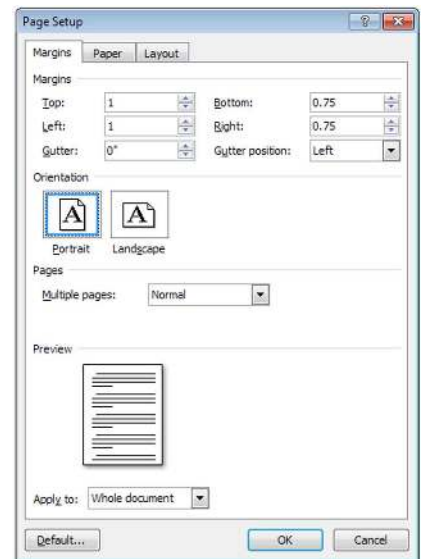 Page Setup
Margins Paper Layout
Margins
Top: 1 Bottom: 0.75
Left: 1 Right: 0.75
Gutter: 0" Gutter position: Left
Orientation
A A
Portrait Landscape
Pages
Multiple pages: Normal
Preview
Apply to: Whole document
Default... OK Cancel